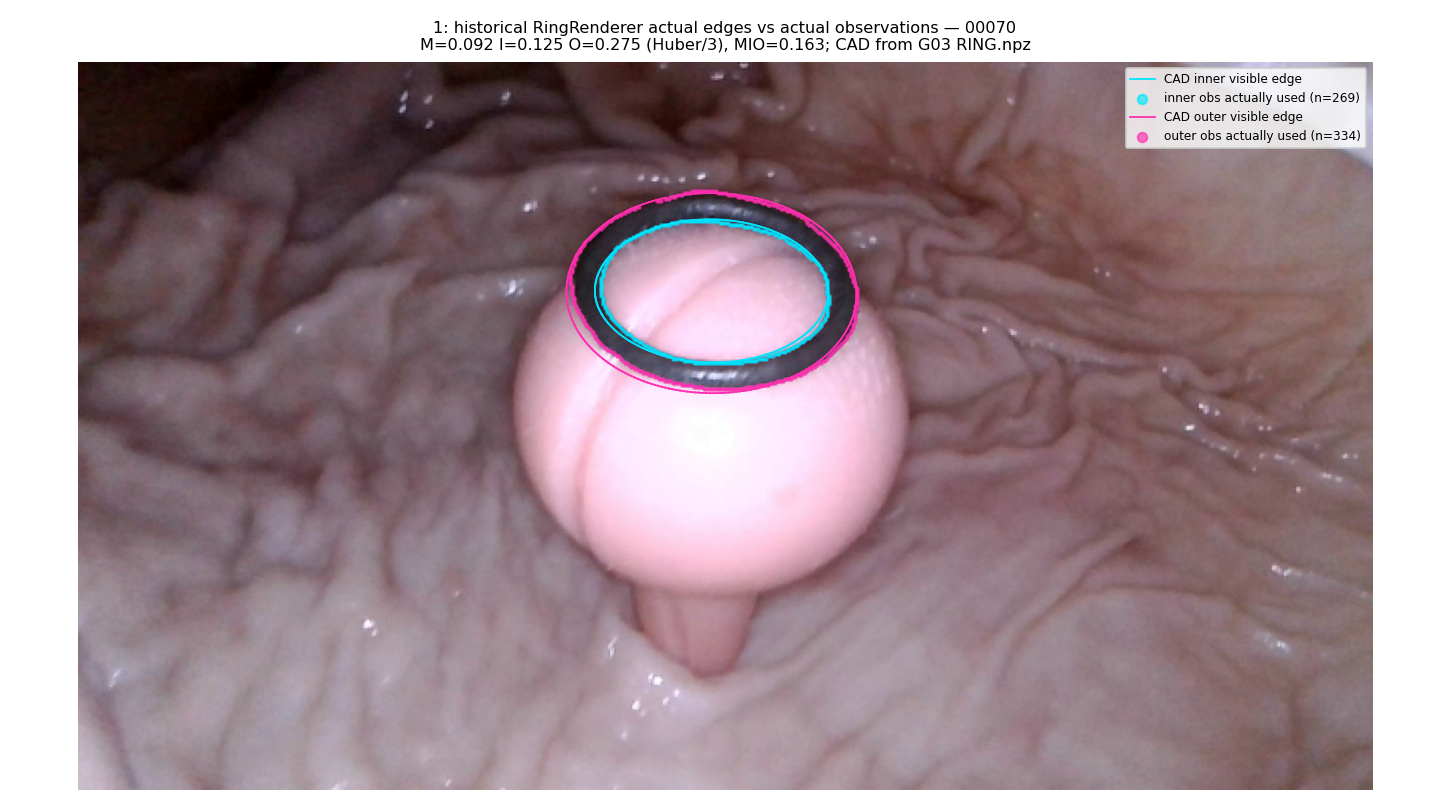 1: historical RingRenderer actual edges vs actual observations — 00070
M=0.092 I=0.125 O=0.275 (Huber/3), MIO=0.163; CAD from G03 RING.npz
CAD inner visible edge
inner obs actually used (n=269)
CAD outer visible edge
outer obs actually used (n=334)